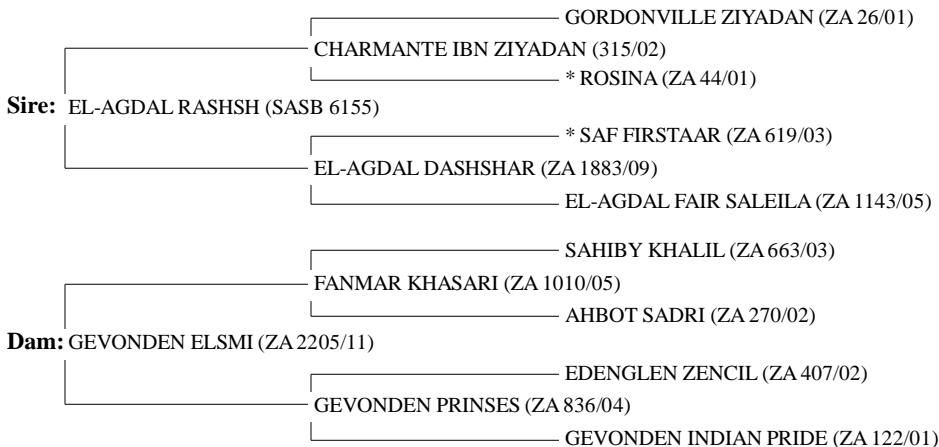 GORDONVILLE ZIYADAN (ZA 26/01)
CHARMANTE IBN ZIYADAN (315/02)
* ROSINA (ZA 44/01)
Sire: EL-AGDAL RASHSH (SASB 6155)
* SAF FIRSTAAR (ZA 619/03)
EL-AGDAL DASHSHAR (ZA 1883/09)
EL-AGDAL FAIR SALEILA (ZA 1143/05)
SAHIBY KHALIL (ZA 663/03)
FANMAR KHASARI (ZA 1010/05)
AHBOT SADRI (ZA 270/02)
Dam: GEVONDEN ELSMI (ZA 2205/11)
EDENGLEN ZENCIL (ZA 407/02)
GEVONDEN PRINSES (ZA 836/04)
GEVONDEN INDIAN PRIDE (ZA 122/01)